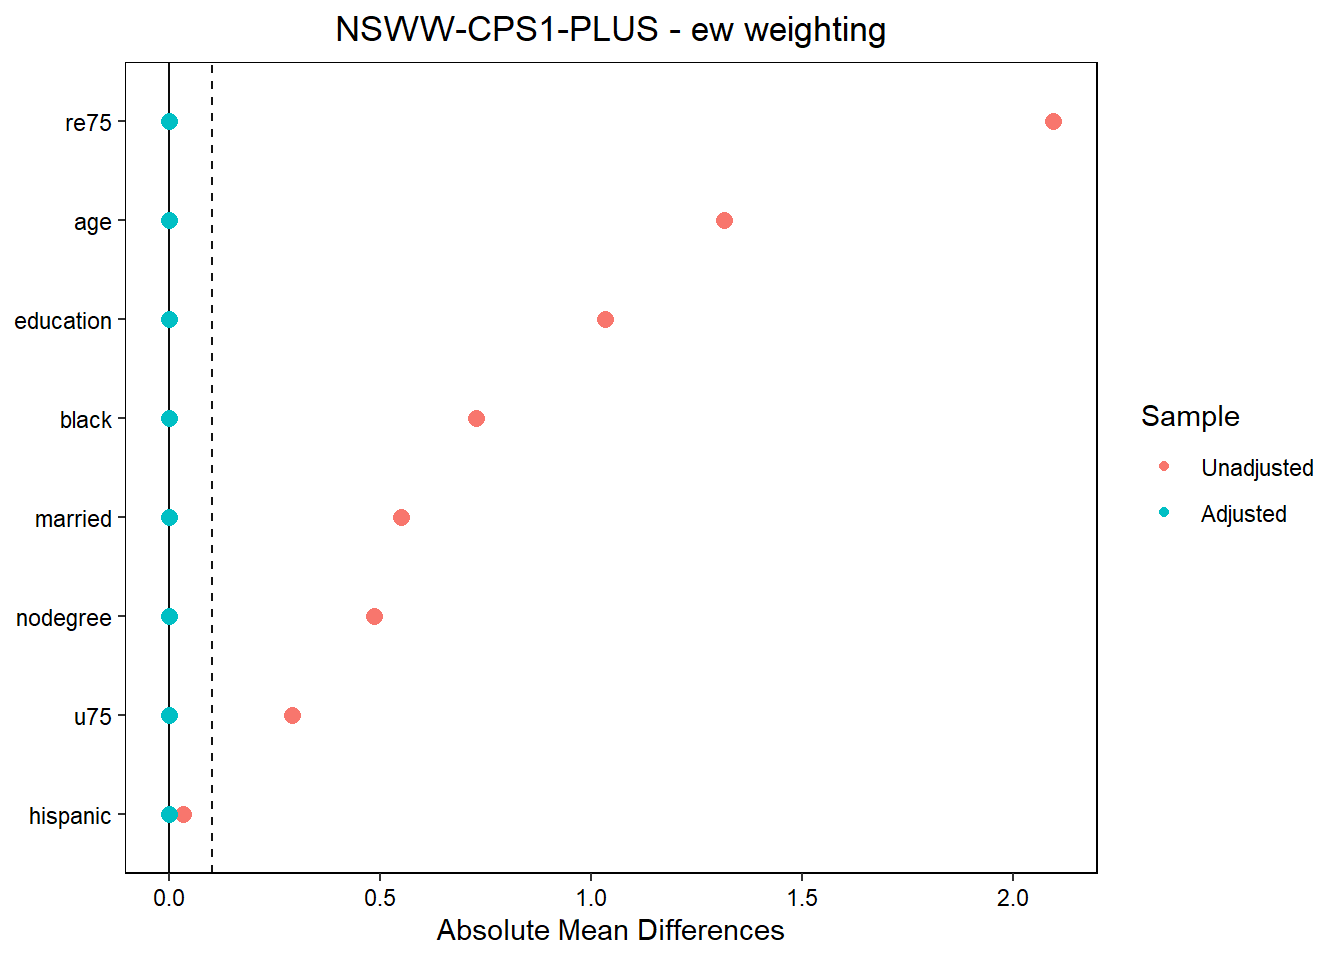 NSWW-CPS1-PLUS - ew weighting
re75
age
education
black
married
nodegree
u75
hispanic
0.0 0.5 1.0 1.5 2.0
Absolute Mean Differences
Sample
Unadjusted
Adjusted